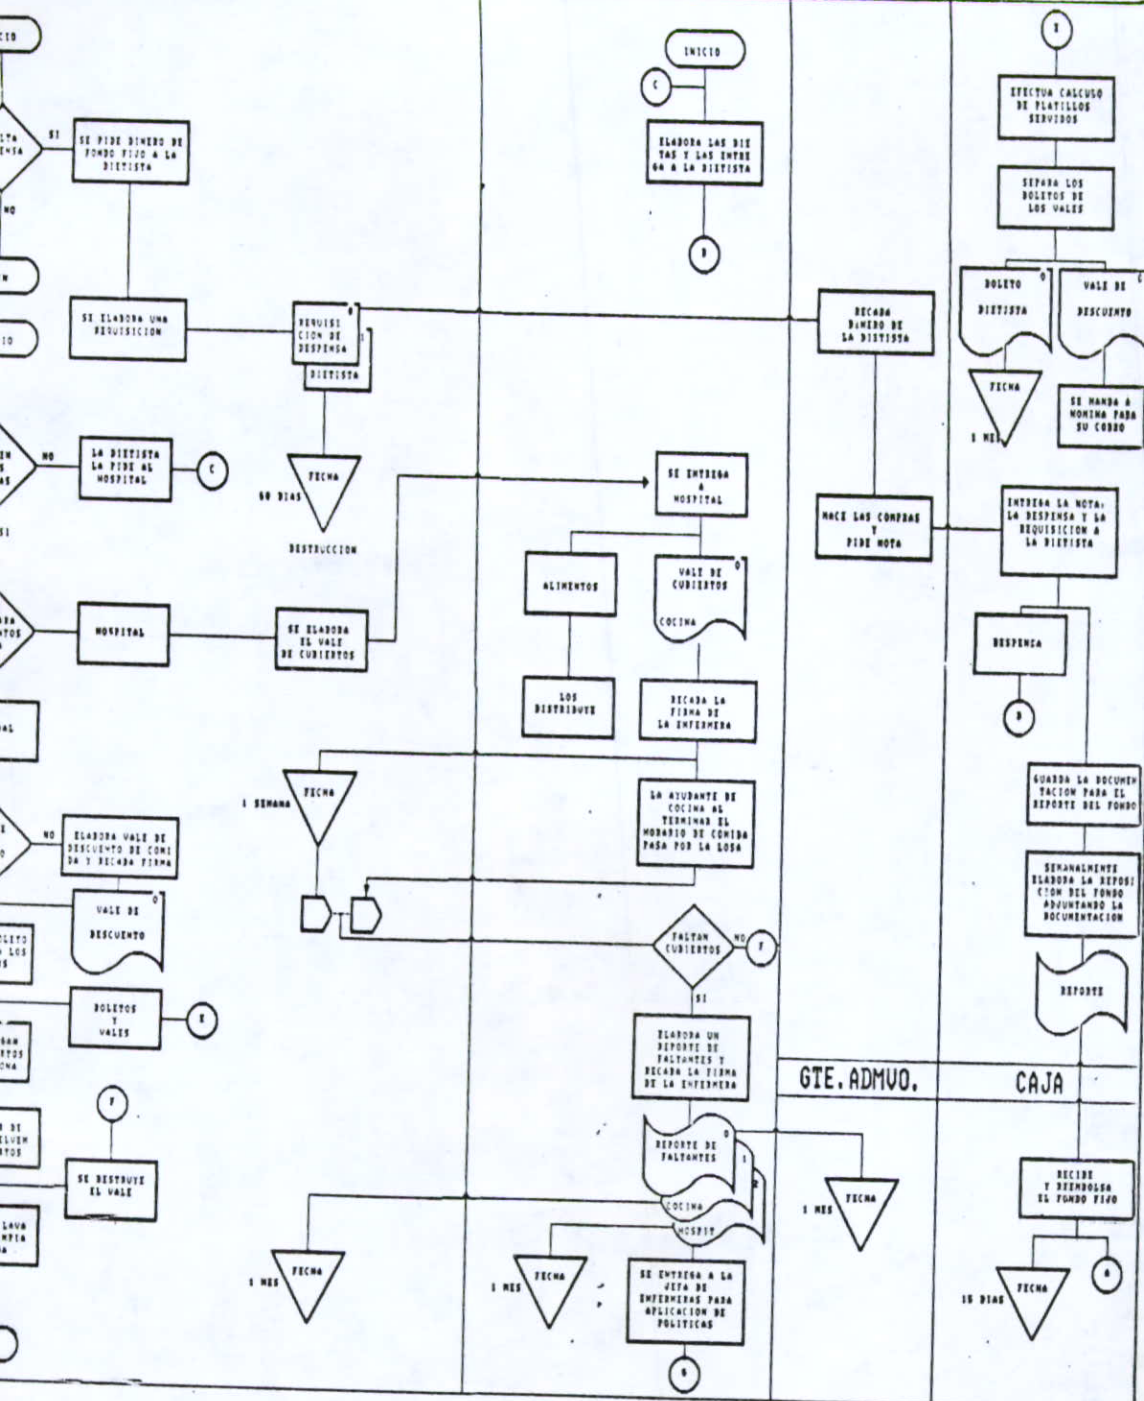 INICIO
C
ELABORA LAS DIE
TAS Y LAS ENTRE
GA A LA DIETISTA
SI
SE PIDE DINERO DE
FONDO FIJO A LA
DIETISTA
NO
SE ELABORA UNA
REQUISICION
REQUISI
CION DE
DESPENSA
0
1
DIETISTA
FECHA
60 DIAS
DESTRUCCION
NO
LA DIETISTA
LA PIDE AL
HOSPITAL
C
SI
HOSPITAL
SE ELABORA
EL VALE
DE CUBIERTOS
SE ENTREGA
A
HOSPITAL
ALIMENTOS
VALE DE
CUBIERTOS
0
COCINA
LOS
DISTRIBUYE
RECABA LA
FIRMA DE
LA ENFERMERA
FECHA
1 SEMANA
LA AYUDANTE DE
COCINA AL
TERMINAR EL
HORARIO DE COMIDA
PASA POR LA LOSA
NO
ELABORA VALE DE
DESCUENTO DE COMI
DA Y RECABA FIRMA
VALE DE
DESCUENTO
0
BOLETOS
Y
VALES
FALTAN
CUBIERTOS
NO
F
SI
ELABORA UN
REPORTE DE
FALTANTES Y
RECABA LA FIRMA
DE LA ENFERMERA
REPORTE DE
FALTANTES
0
1
2
COCINA
HOSPIT
SE DESTRUYE
EL VALE
FECHA
1 MES
FECHA
1 MES
SE ENTREGA A LA
JEFA DE
ENFERMERAS PARA
APLICACION DE
POLITICAS
RECABA
DINERO DE
LA DIETISTA
HACE LAS COMPRAS
Y
PIDE NOTA
GTE. ADMVO.
FECHA
1 MES
EFECTUA CALCULO
DE PLATILLOS
SERVIDOS
SEPARA LOS
BOLETOS DE
LOS VALES
BOLETO
0
DIETISTA
VALE DE
DESCUENTO
FECHA
1 MES
SE MANDA A
NOMINA PARA
SU COBRO
ENTREGA LA NOTA,
LA DESPENSA Y LA
REQUISICION A
LA DIETISTA
DESPENSA
GUARDA LA DOCUMEN
TACION PARA EL
REPORTE DEL FONDO
SEMANALMENTE
ELABORA LA REPOSI
CION DEL FONDO
ADJUNTANDO LA
DOCUMENTACION
REPORTE
CAJA
RECIBE
Y REEMBOLSA
EL FONDO FIJO
FECHA
15 DIAS
A